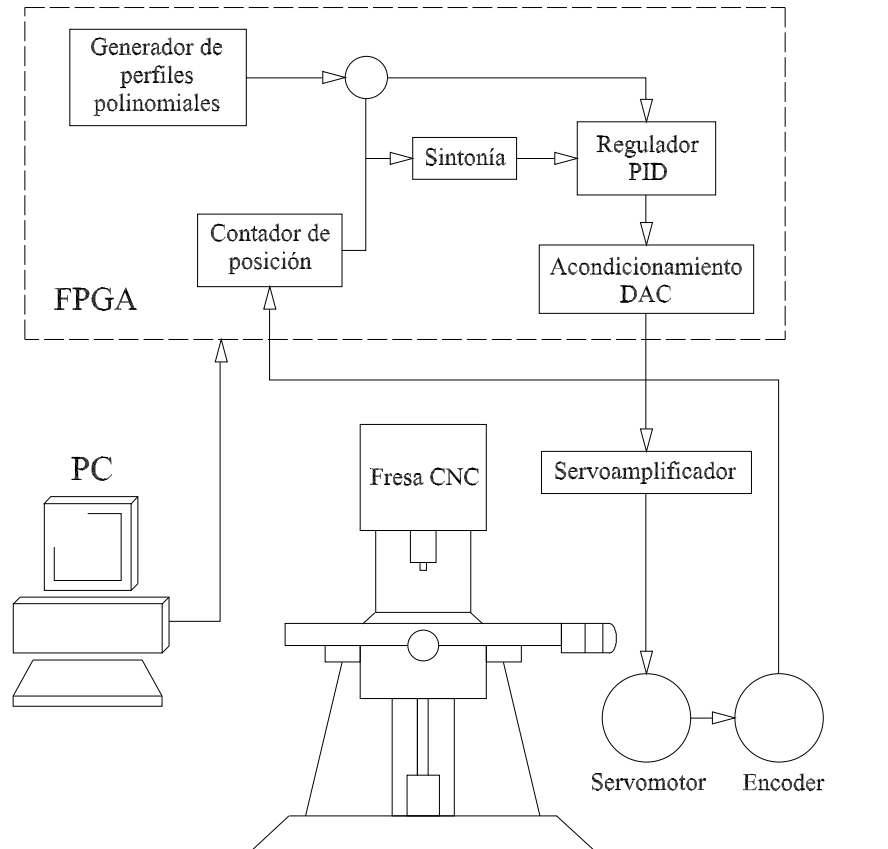 Generador de
perfiles
polinomiales
Sintonía
Regulador
PID
Contador de
posición
Acondicionamiento
DAC
FPGA
PC
Fresa CNC
Servoamplificador
Servomotor
Encoder